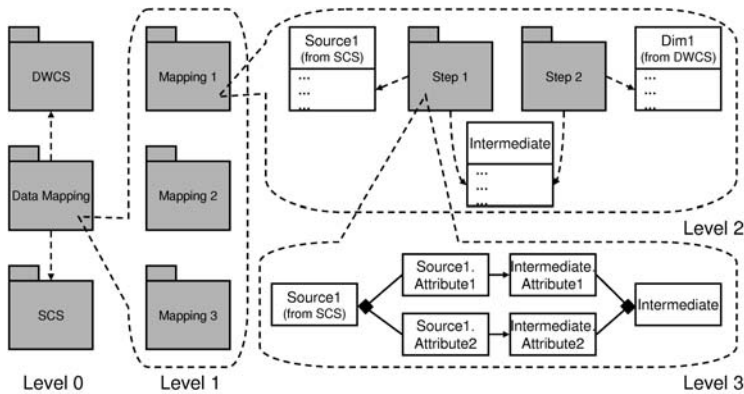 DWCS
Data Mapping
SCS
Level 0
Mapping 1
Mapping 2
Mapping 3
Level 1
Source1
(from SCS)
...
...
...
Step 1
Step 2
Dim1
(from DWCS)
...
...
...
Intermediate
...
...
...
Level 2
Source1
(from SCS)
Source1.
Attribute1
Intermediate.
Attribute1
Source1.
Attribute2
Intermediate.
Attribute2
Intermediate
Level 3